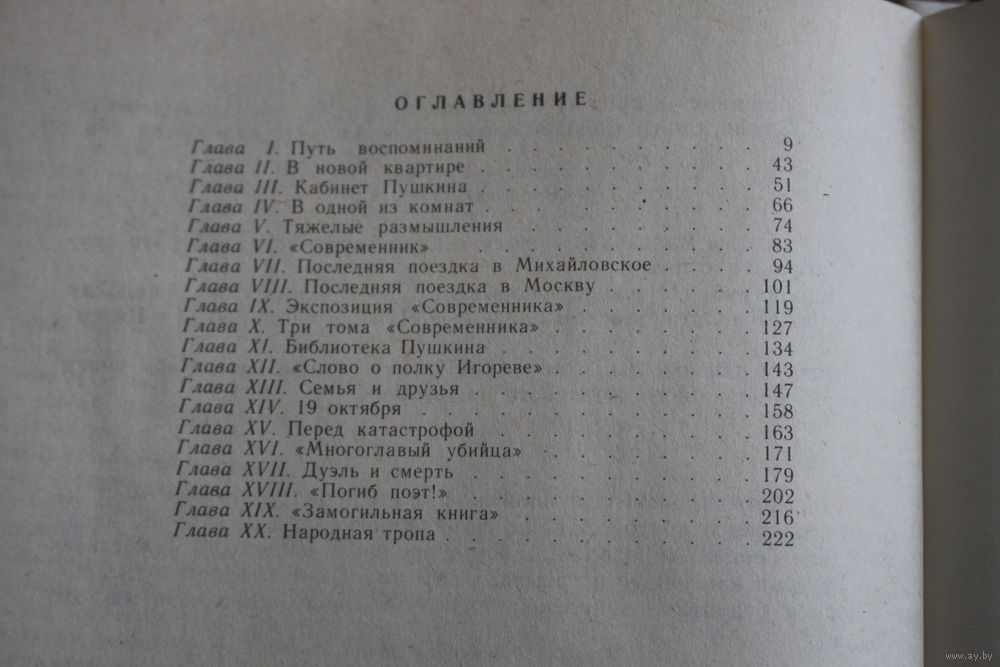 ОГЛАВЛЕНИЕ
Глава I. Путь воспоминаний . . . . . . . . . . 9
Глава II. В новой квартире . . . . . . . . . . 43
Глава III. Кабинет Пушкина . . . . . . . . . . 51
Глава IV. В одной из комнат . . . . . . . . . . 66
Глава V. Тяжелые размышления . . . . . . . . . 74
Глава VI. «Современник» . . . . . . . . . . 83
Глава VII. Последняя поездка в Михайловское . . . . . 94
Глава VIII. Последняя поездка в Москву . . . . . . 101
Глава IX. Экспозиция «Современника» . . . . . . . 119
Глава X. Три тома «Современника» . . . . . . . . 127
Глава XI. Библиотека Пушкина . . . . . . . . . 134
Глава XII. «Слово о полку Игореве» . . . . . . . . 143
Глава XIII. Семья и друзья . . . . . . . . . . 147
Глава XIV. 19 октября . . . . . . . . . . . . 158
Глава XV. Перед катастрофой . . . . . . . . . . 163
Глава XVI. «Многоглавый убийца» . . . . . . . . 171
Глава XVII. Дуэль и смерть . . . . . . . . . . 179
Глава XVIII. «Погиб поэт!» . . . . . . . . . . 202
Глава XIX. «Замогильная книга» . . . . . . . . . 216
Глава XX. Народная тропа . . . . . . . . . . . 222
www.ay.by